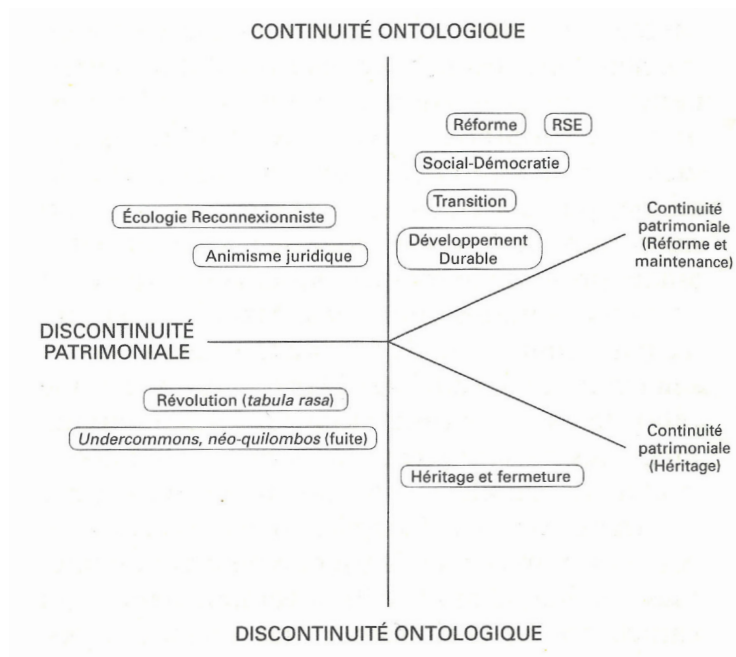 CONTINUITÉ ONTOLOGIQUE
Réforme
RSE
Social-Démocratie
Transition
Développement
Durable
Écologie Reconnexionniste
Animisme juridique
Continuité
patrimoniale
(Réforme et
maintenance)
DISCONTINUITÉ
PATRIMONIALE
Révolution (tabula rasa)
Undercommons, néo-quilombos (fuite)
Héritage et fermeture
Continuité
patrimoniale
(Héritage)
DISCONTINUITÉ ONTOLOGIQUE